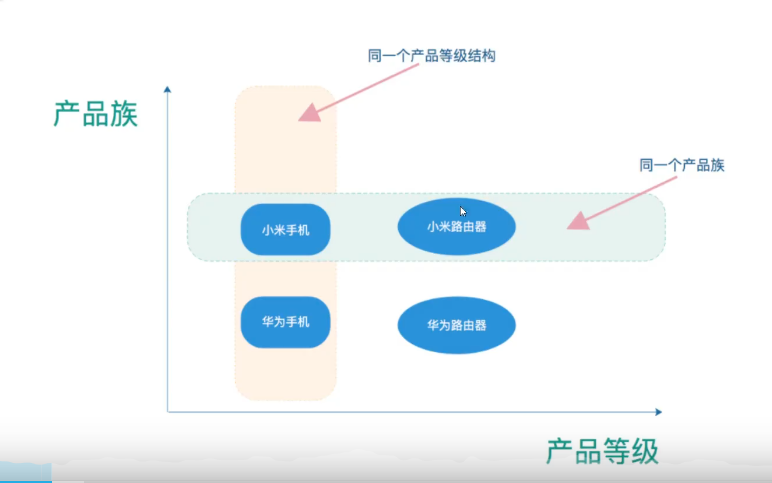 同一个产品等级结构
产品族
同一个产品族
小米手机
小米路由器
华为手机
华为路由器
产品等级